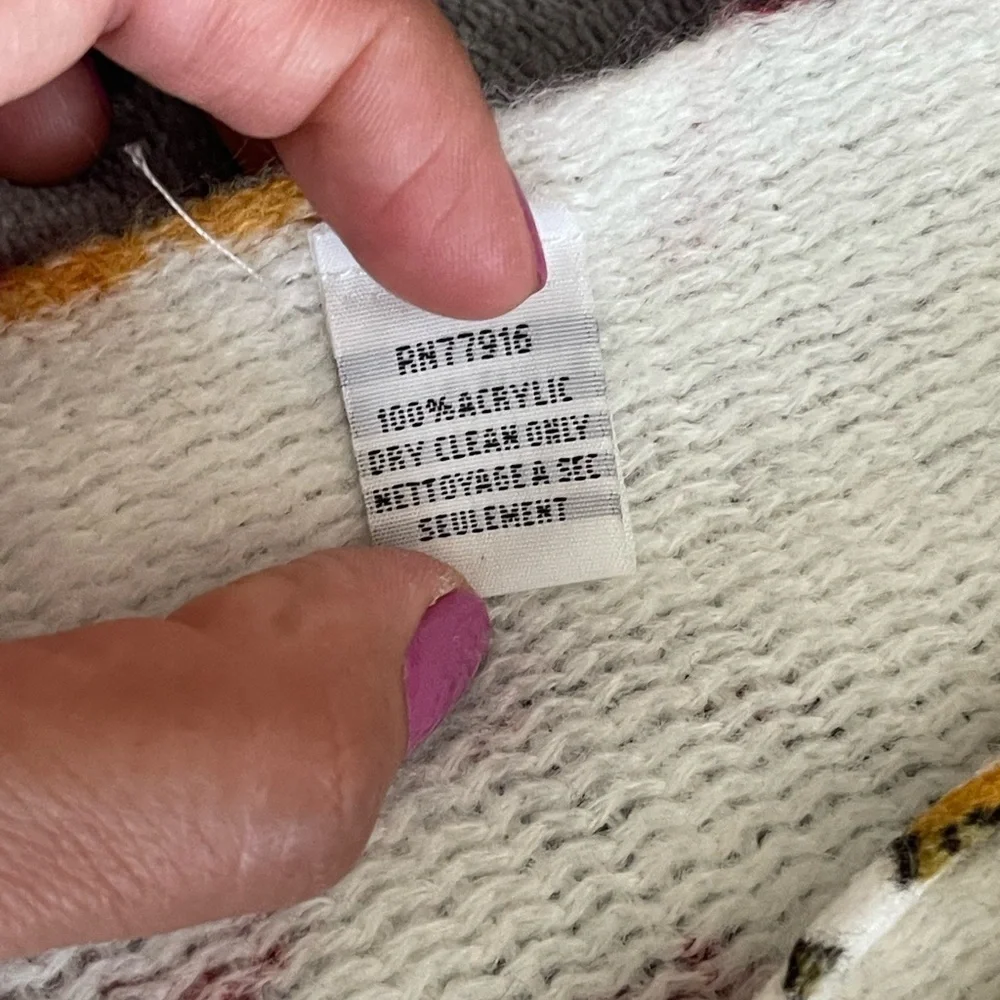 RN77916
100%ACRYLIC
DRY CLEAN ONLY
NETTOYAGE A SEC
SEULEMENT